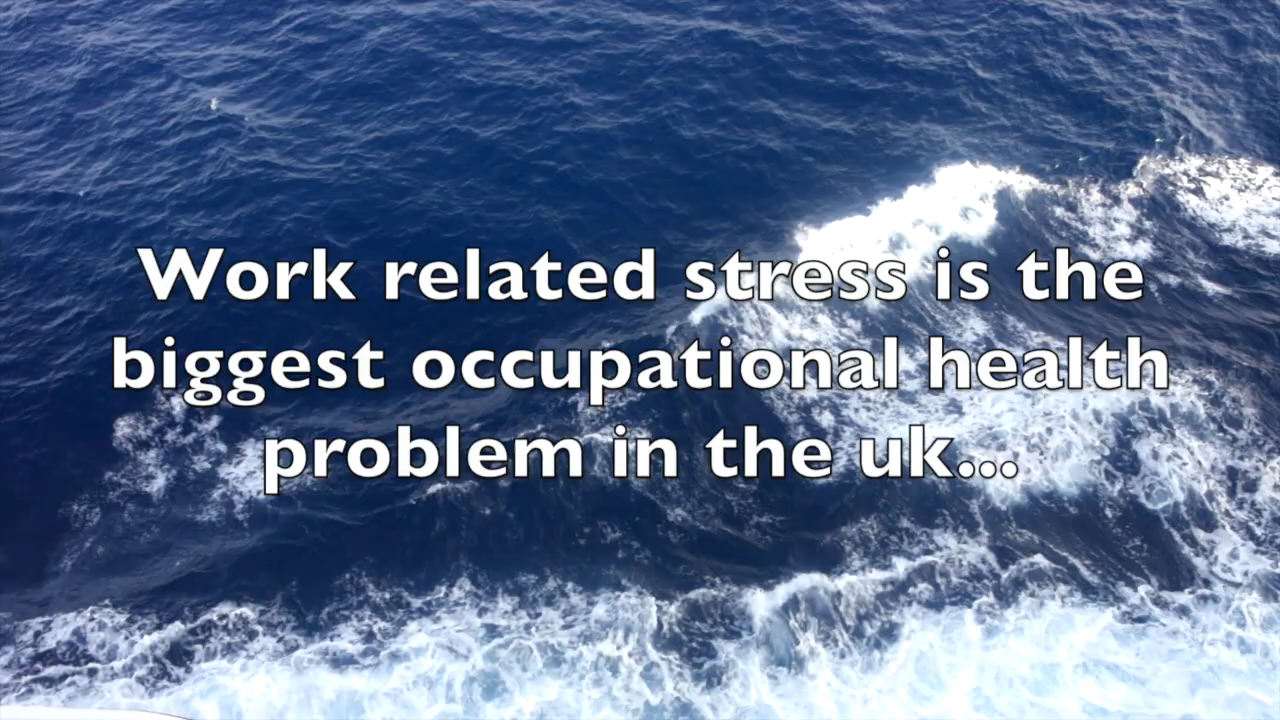 Work related stress is the
biggest occupational health
problem in the uk...